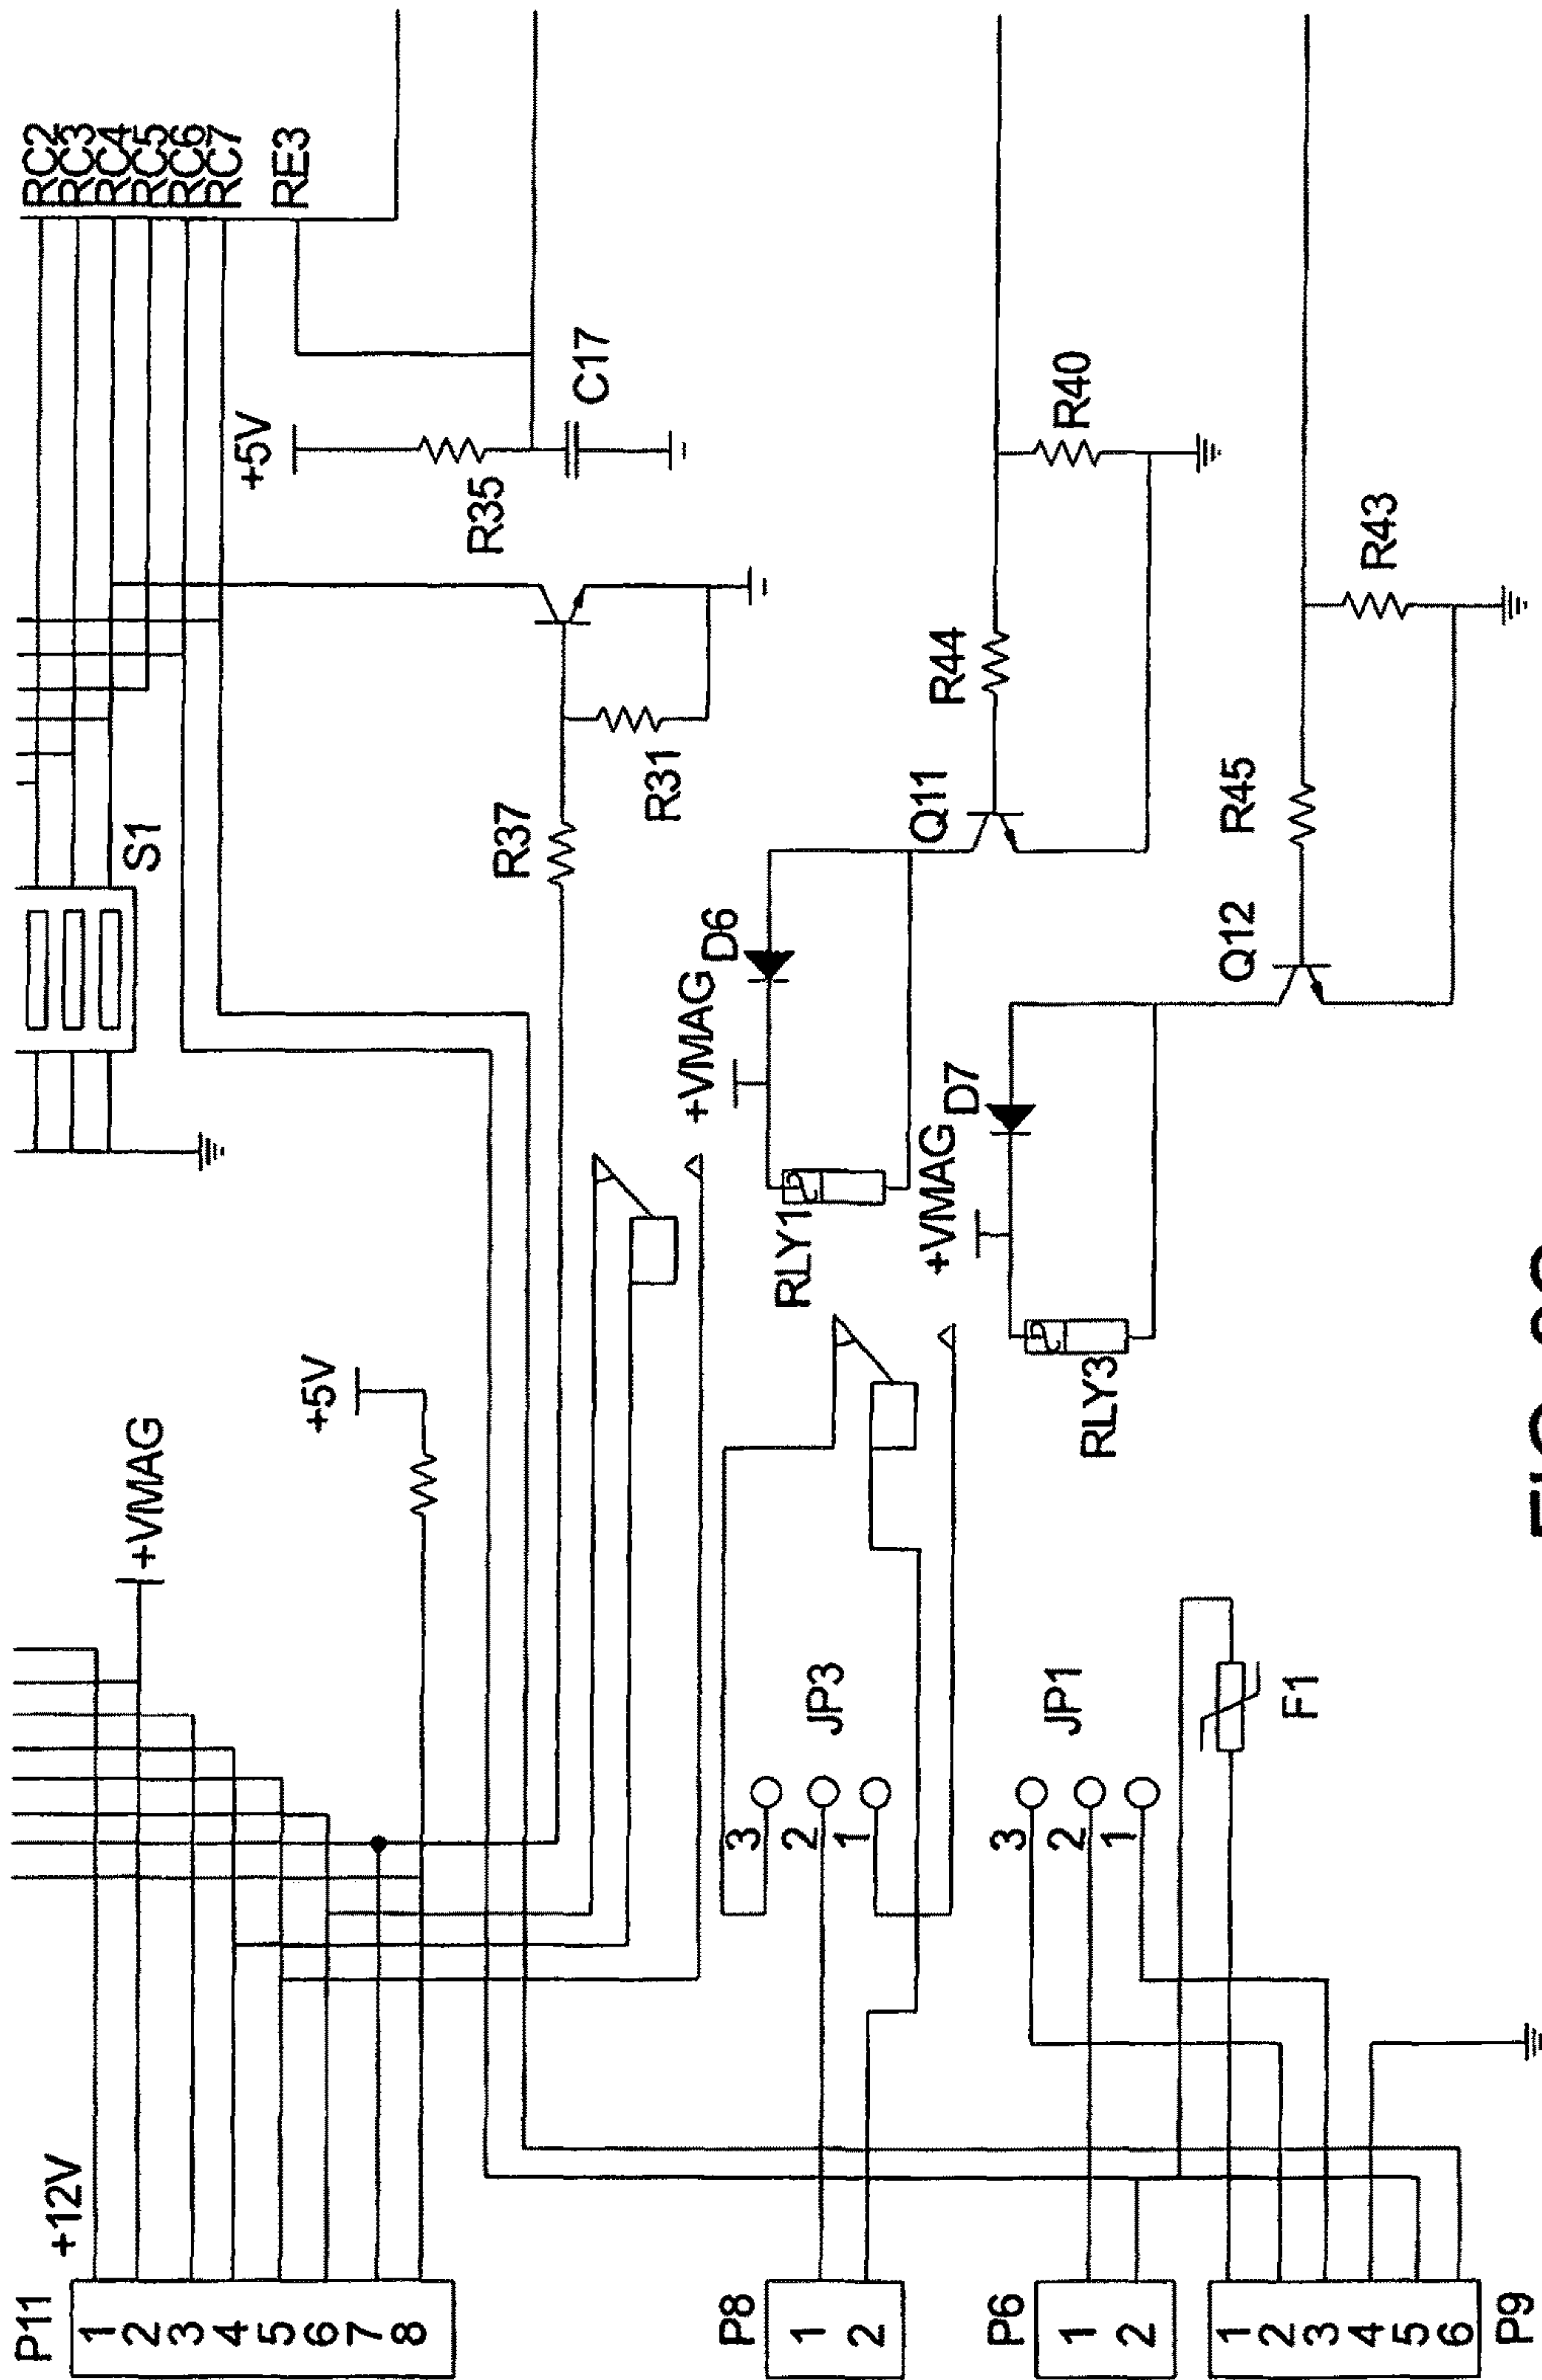 RC2
RC3
RC4
RC5
RC6
RC7
RE3
+5V
R35
C17
S1
R37
R31
R44
R40
Q11
R45
R43
Q12
+VMAG
D6
RLY1
+VMAG
D7
RLY3
+VMAG
+5V
P11
+12V
1
2
3
4
5
6
7
8
JP3
3
2
1
P8
1
2
JP1
3
2
1
P6
1
2
F1
1
2
3
4
5
6
P9